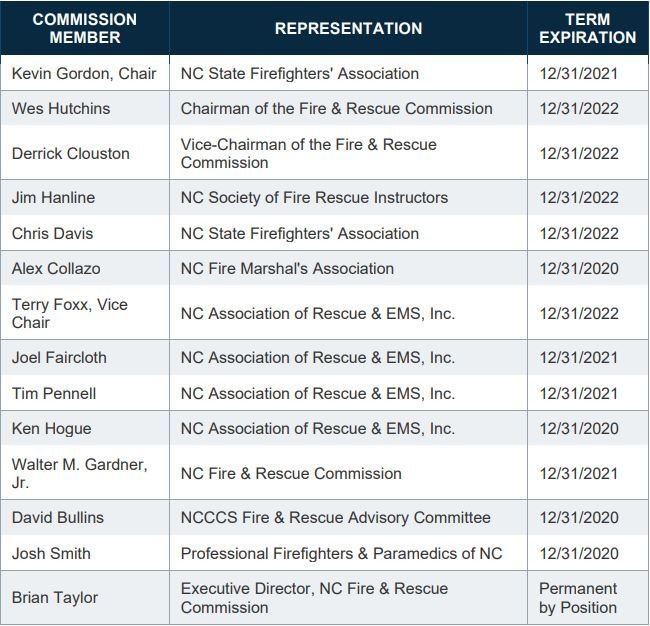 COMMISSION MEMBER REPRESENTATION TERM EXPIRATION
Kevin Gordon, Chair NC State Firefighters' Association 12/31/2021
Wes Hutchins Chairman of the Fire & Rescue Commission 12/31/2022
Derrick Clouston Vice-Chairman of the Fire & Rescue Commission 12/31/2022
Jim Hanline NC Society of Fire Rescue Instructors 12/31/2022
Chris Davis NC State Firefighters' Association 12/31/2022
Alex Collazo NC Fire Marshal's Association 12/31/2020
Terry Foxx, Vice Chair NC Association of Rescue & EMS, Inc. 12/31/2022
Joel Faircloth NC Association of Rescue & EMS, Inc. 12/31/2021
Tim Pennell NC Association of Rescue & EMS, Inc. 12/31/2021
Ken Hogue NC Association of Rescue & EMS, Inc. 12/31/2020
Walter M. Gardner, Jr. NC Fire & Rescue Commission 12/31/2021
David Bullins NCCCS Fire & Rescue Advisory Committee 12/31/2020
Josh Smith Professional Firefighters & Paramedics of NC 12/31/2020
Brian Taylor Executive Director, NC Fire & Rescue Commission Permanent by Position